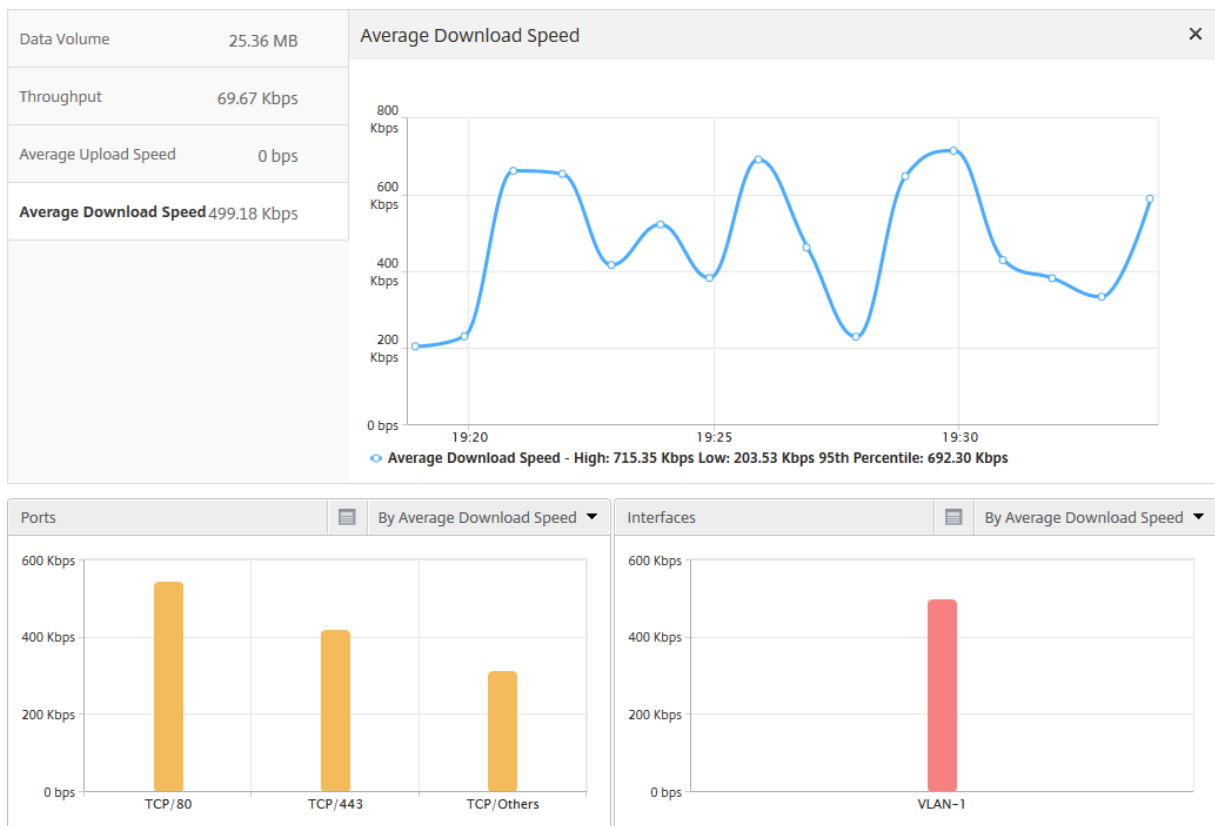 Data Volume 25.36 MB
Throughput 69.67 Kbps
Average Upload Speed 0 bps
Average Download Speed 499.18 Kbps
Average Download Speed
800
Kbps
600
Kbps
400
Kbps
200
Kbps
0 bps
19:20 19:25 19:30
Average Download Speed - High: 715.35 Kbps Low: 203.53 Kbps 95th Percentile: 692.30 Kbps
Ports By Average Download Speed
600 Kbps
400 Kbps
200 Kbps
0 bps
TCP/80 TCP/443 TCP/Others
Interfaces By Average Download Speed
600 Kbps
400 Kbps
200 Kbps
0 bps
VLAN-1